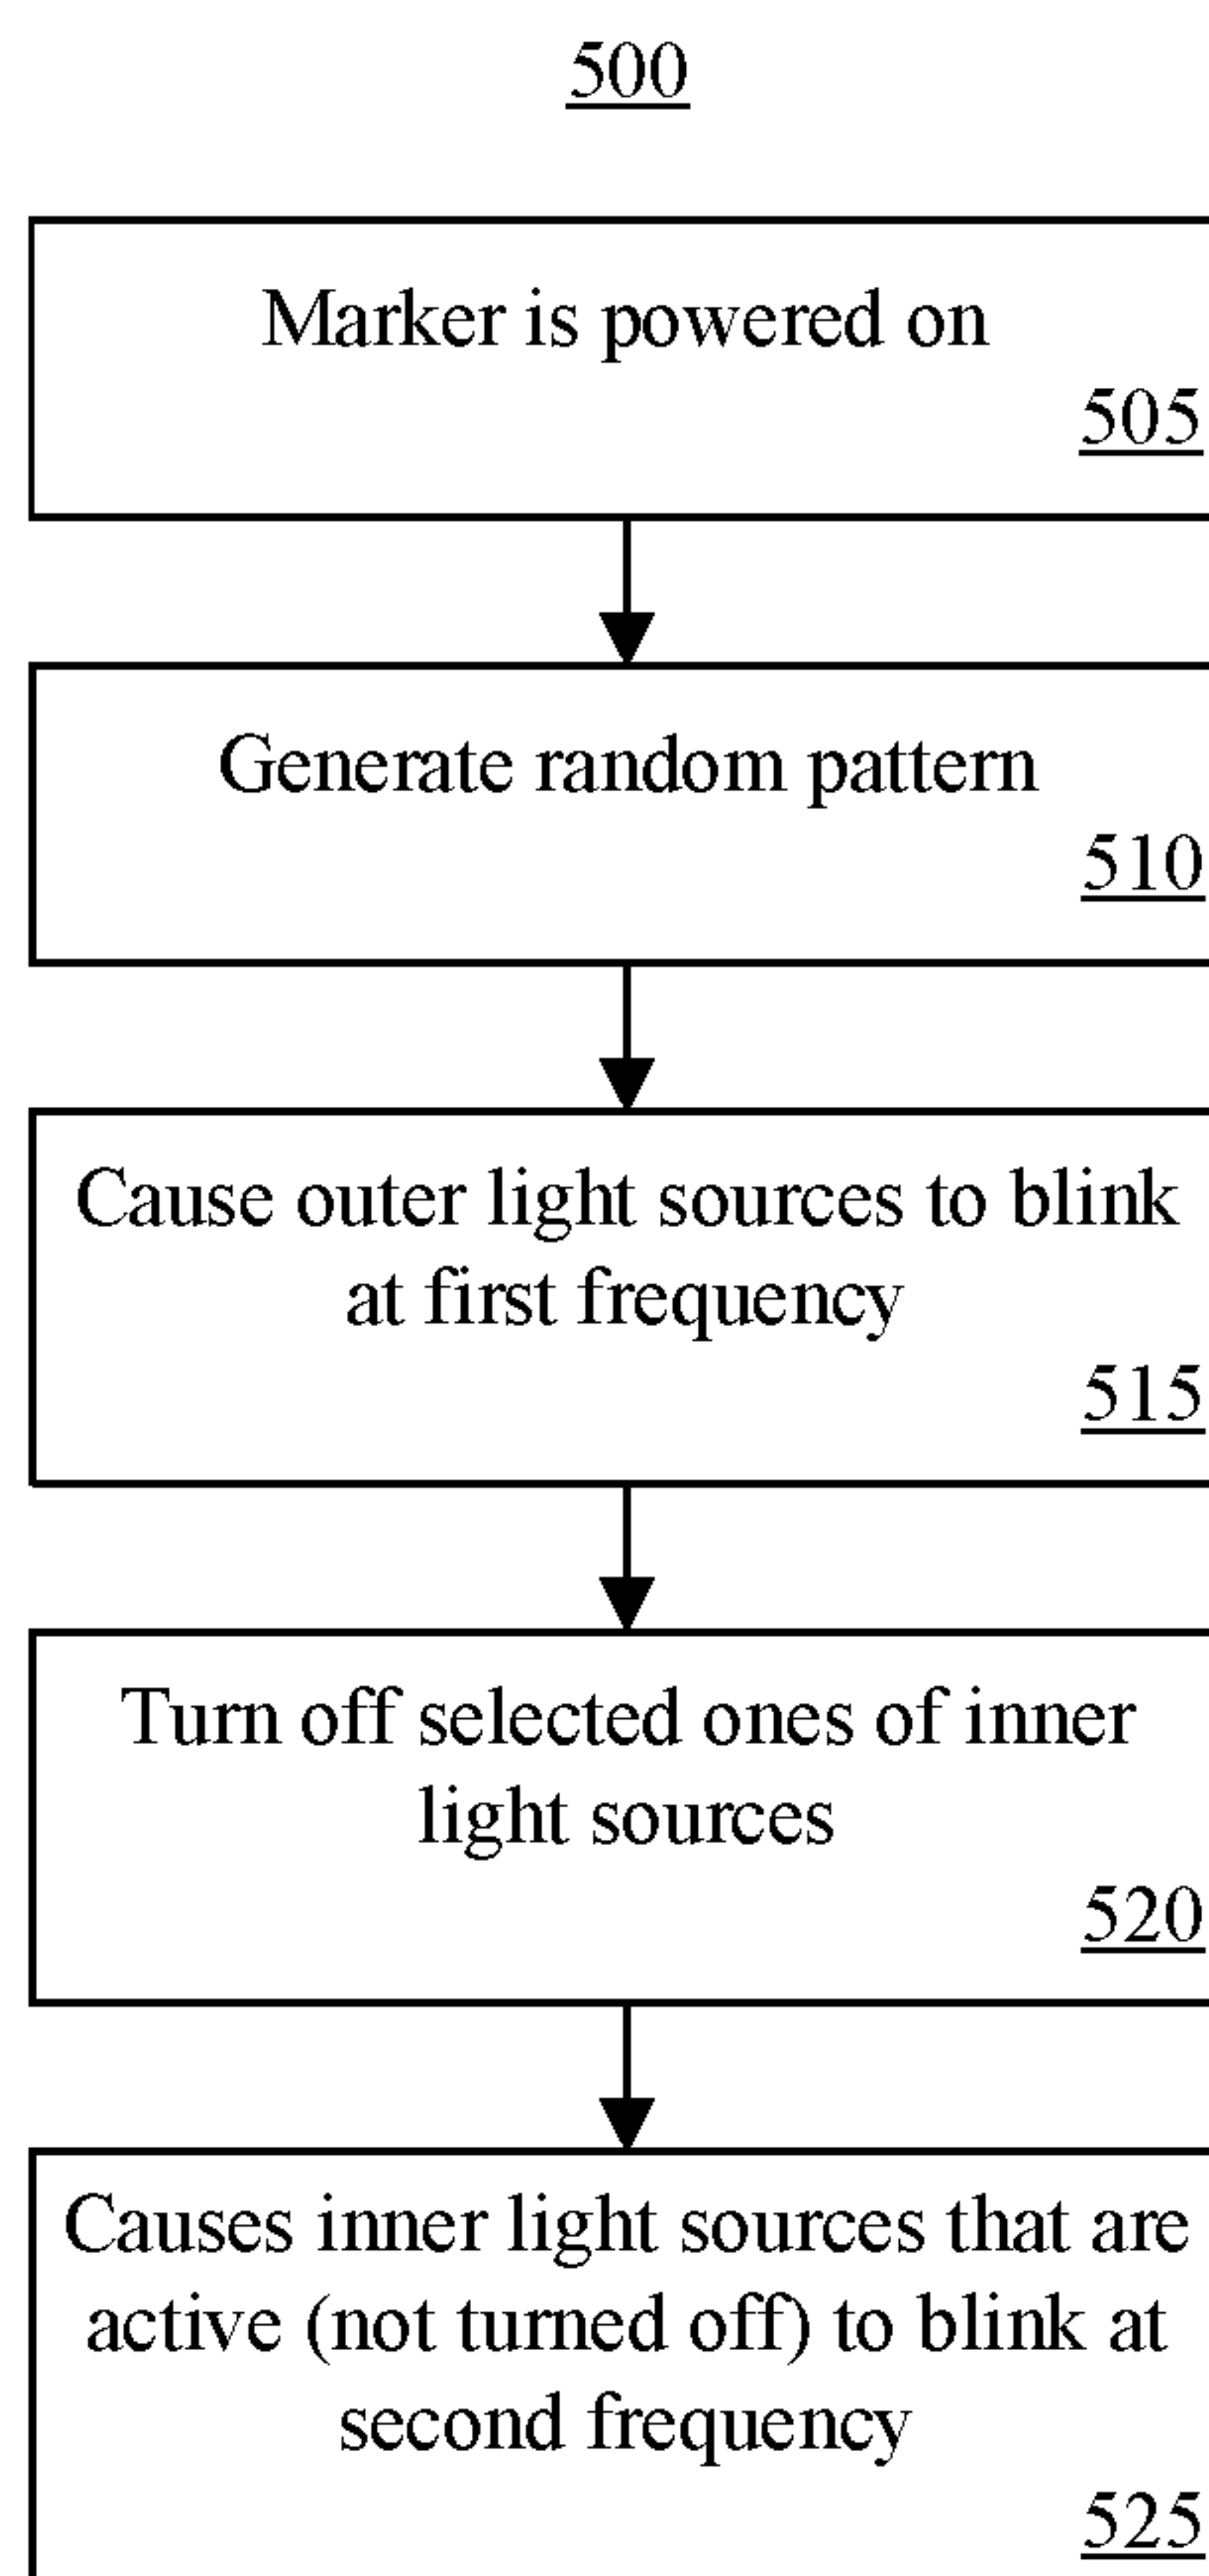 500
Marker is powered on
505
Generate random pattern
510
Cause outer light sources to blink
at first frequency
515
Turn off selected ones of inner
light sources
520
Causes inner light sources that are
active (not turned off) to blink at
second frequency
525